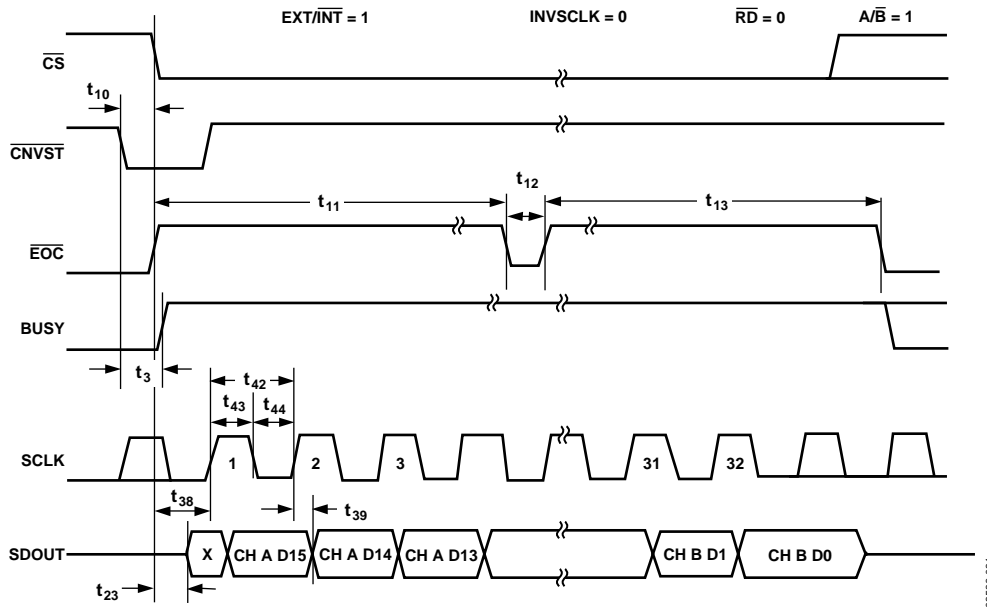 EXT/INT = 1 INVSCLK = 0 RD = 0 A/B = 1
CS
t10
CNVST
t12
t11
t13
EOC
BUSY
t3
t42
t43 t44
SCLK
1 2 3 31 32
t38
t39
SDOUT
X CH A D15 CH A D14 CH A D13 CH B D1 CH B D0
t23